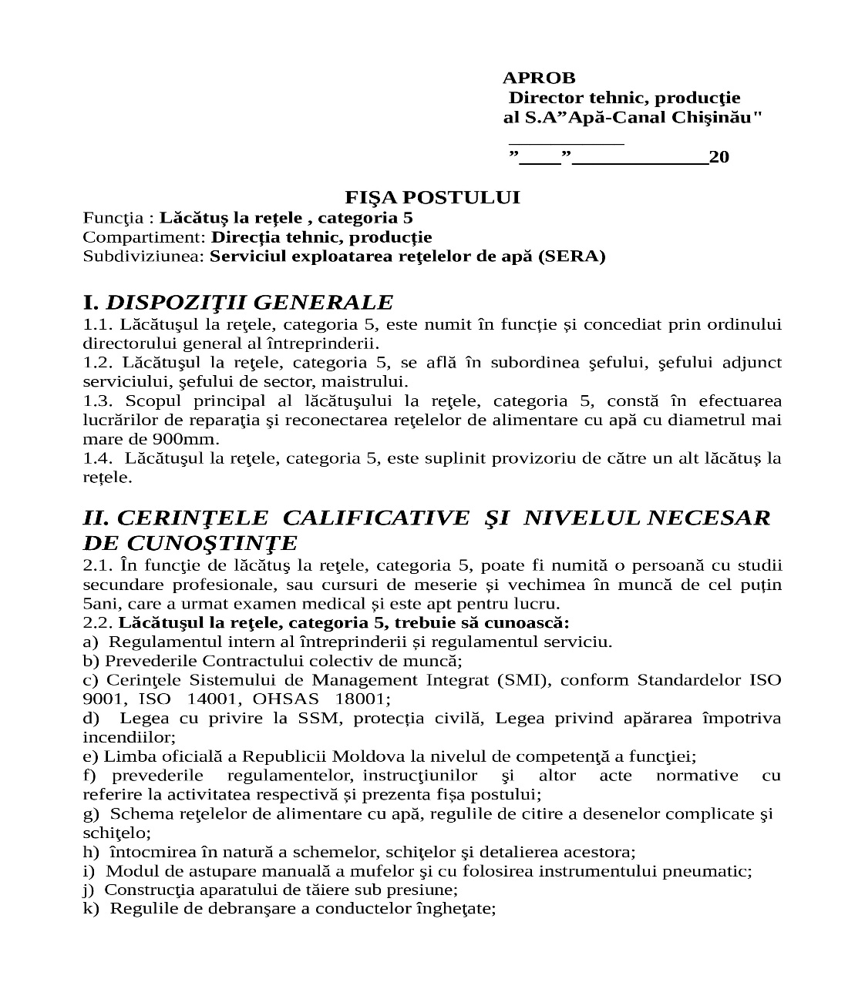 APROB
Director tehnic, producţie
al S.A”Apă-Canal Chişinău"
___________
”____”_____________20
FIŞA POSTULUI
Funcţia : Lăcătuș la rețele , categoria 5
Compartiment: Direcția tehnic, producție
Subdiviziunea: Serviciul exploatarea reţelelor de apă (SERA)
I. DISPOZIŢII GENERALE
1.1. Lăcătuşul la reţele, categoria 5, este numit în funcție și concediat prin ordinului
directorului general al întreprinderii.
1.2. Lăcătuşul la reţele, categoria 5, se află în subordinea şefului, şefului adjunct
serviciului, şefului de sector, maistrului.
1.3. Scopul principal al lăcătuşului la reţele, categoria 5, constă în efectuarea
lucrărilor de reparaţia şi reconectarea reţelelor de alimentare cu apă cu diametrul mai
mare de 900mm.
1.4. Lăcătuşul la reţele, categoria 5, este suplinit provizoriu de către un alt lăcătuș la
rețele.
II. CERINŢELE CALIFICATIVE ŞI NIVELUL NECESAR
DE CUNOŞTINŢE
2.1. În funcţie de lăcătuş la reţele, categoria 5, poate fi numită o persoană cu studii
secundare profesionale, sau cursuri de meserie și vechimea în muncă de cel puțin
5ani, care a urmat examen medical și este apt pentru lucru.
2.2. Lăcătuşul la reţele, categoria 5, trebuie să cunoască:
a) Regulamentul intern al întreprinderii și regulamentul serviciu.
b) Prevederile Contractului colectiv de muncă;
c) Cerinţele Sistemului de Management Integrat (SMI), conform Standardelor ISO
9001, ISO 14001, OHSAS 18001;
d) Legea cu privire la SSM, protecția civilă, Legea privind apărarea împotriva
incendiilor;
e) Limba oficială a Republicii Moldova la nivelul de competenţă a funcţiei;
f) prevederile regulamentelor, instrucţiunilor şi altor acte normative cu
referire la activitatea respectivă și prezenta fișa postului;
g) Schema reţelelor de alimentare cu apă, regulile de citire a desenelor complicate şi
schiţelo;
h) întocmirea în natură a schemelor, schiţelor şi detalierea acestora;
i) Modul de astupare manuală a mufelor şi cu folosirea instrumentului pneumatic;
j) Construcţia aparatului de tăiere sub presiune;
k) Regulile de debranşare a conductelor îngheţate;